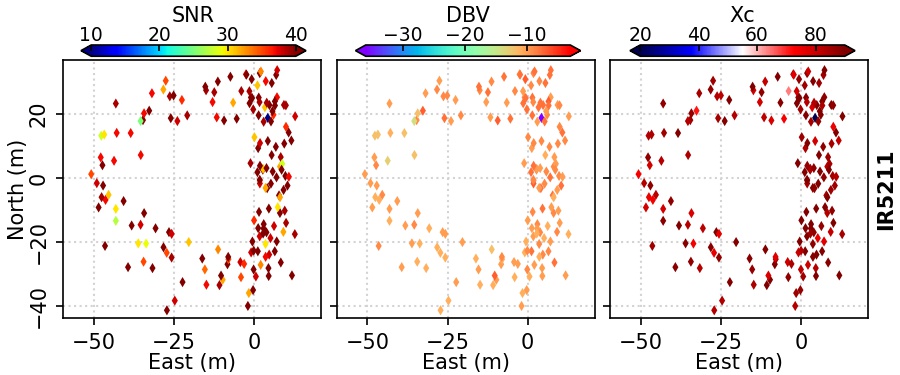 SNR DBV Xc
10 20 30 40 −30 −20 −10 20 40 60 80
20
0
−20
−40
North (m)
IR5211
−50 −25 0 −50 −25 0 −50 −25 0
East (m) East (m) East (m)